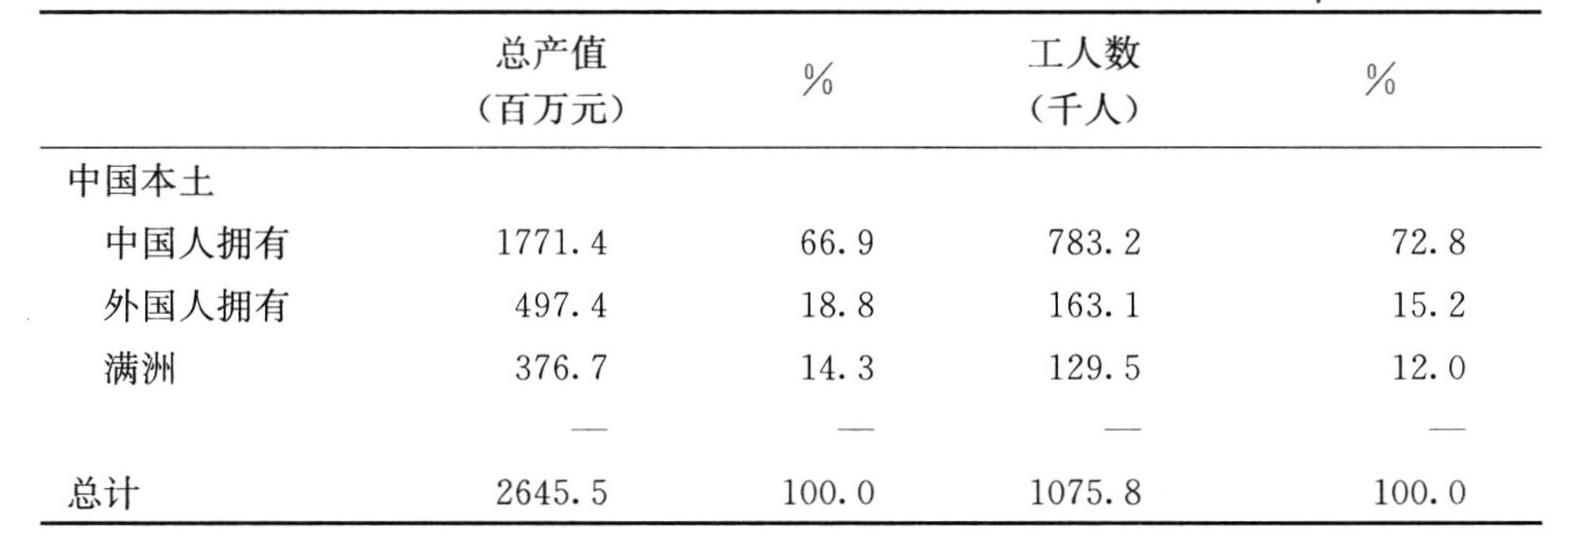 总产值 % 工人数 %
（百万元） （千人）
中国本土
中国人拥有 1771.4 66.9 783.2 72.8
外国人拥有 497.4 18.8 163.1 15.2
满洲 376.7 14.3 129.5 12.0
— — — —
总计 2645.5 100.0 1075.8 100.0